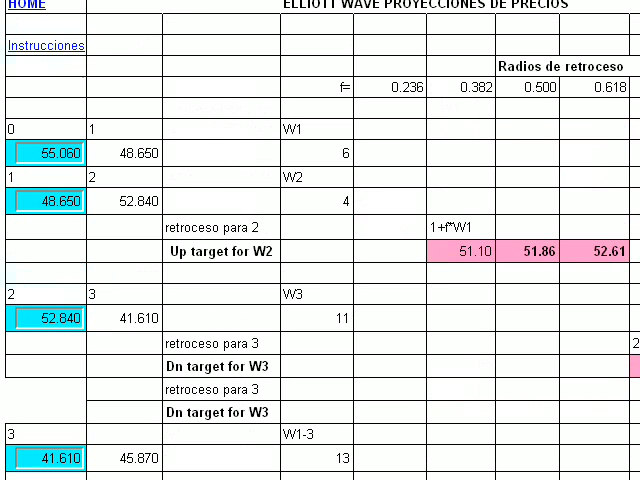 HOME ELLIOTT WAVE PROYECCIONES DE PRECIOS
Instrucciones
Radios de retroceso
f= 0.236 0.382 0.500 0.618
0 1 W1
55.060 48.650 6
1 2 W2
48.650 52.840 4
retroceso para 2 1+f*W1
Up target for W2 51.10 51.86 52.61
2 3 W3
52.840 41.610 11
retroceso para 3 2
Dn target for W3
retroceso para 3
Dn target for W3
3 W1-3
41.610 45.870 13